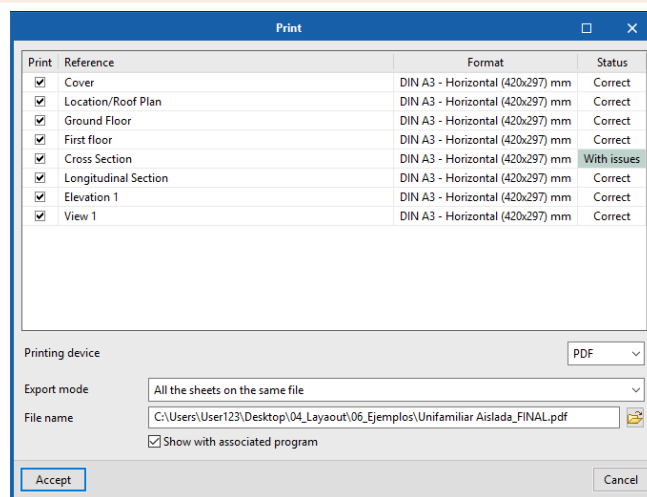 Print
Print Reference Format Status
Cover DIN A3 - Horizontal (420x297) mm Correct
Location/Roof Plan DIN A3 - Horizontal (420x297) mm Correct
Ground Floor DIN A3 - Horizontal (420x297) mm Correct
First floor DIN A3 - Horizontal (420x297) mm Correct
Cross Section DIN A3 - Horizontal (420x297) mm With issues
Longitudinal Section DIN A3 - Horizontal (420x297) mm Correct
Elevation 1 DIN A3 - Horizontal (420x297) mm Correct
View 1 DIN A3 - Horizontal (420x297) mm Correct
Printing device PDF
Export mode All the sheets on the same file
File name C:\Users\User123\Desktop\04_Layaout\06_Ejemplos\Unifamiliar Aislada_FINAL.pdf
Show with associated program
Accept Cancel